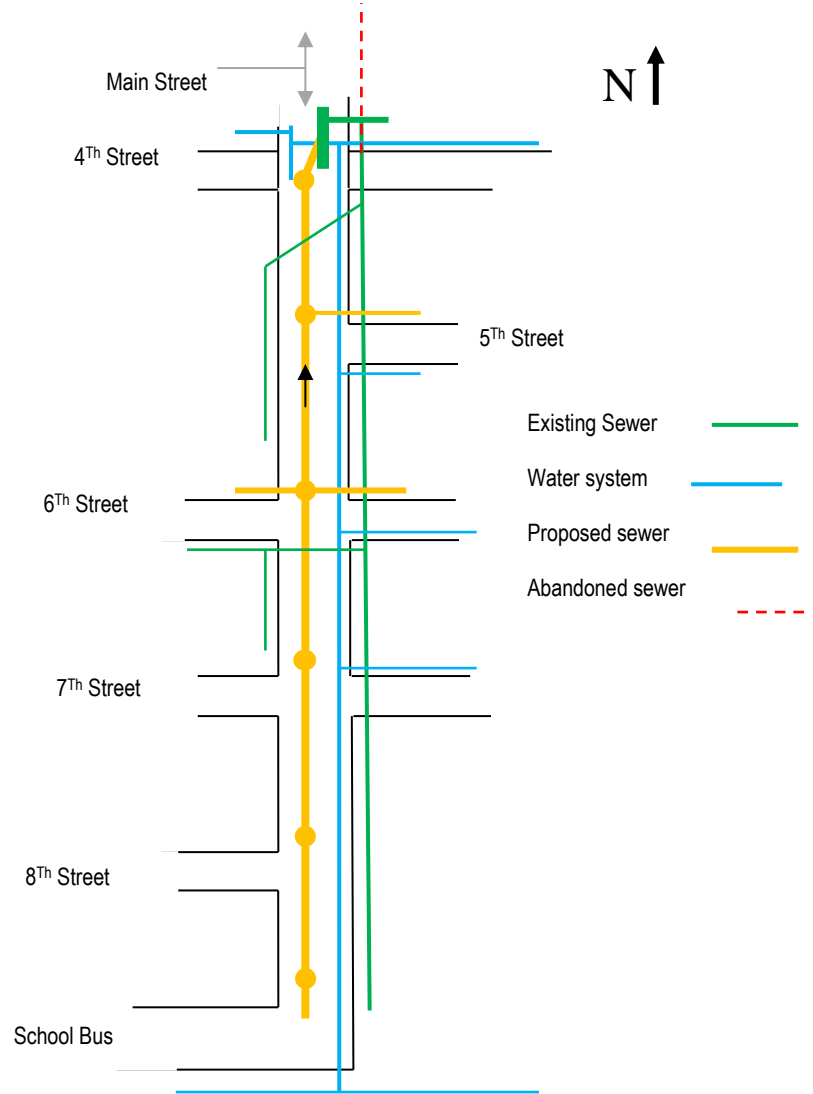 Main Street
N
4Th Street
5Th Street
Existing Sewer
Water system
6Th Street
Proposed sewer
Abandoned sewer
7Th Street
8Th Street
School Bus